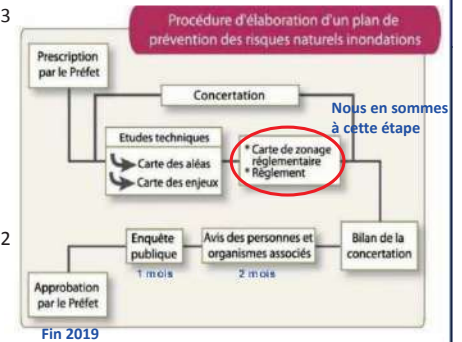 3
Procédure d'élaboration d'un plan de
prévention des risques naturels inondations
Prescription
par le Préfet
Concertation
Nous en sommes
à cette étape
Etudes techniques
Carte des aléas
Carte des enjeux
* Carte de zonage
réglementaire
* Règlement
2
Enquête
publique
1 mois
Avis des personnes et
organismes associés
2 mois
Bilan de la
concertation
Approbation
par le Préfet
Fin 2019